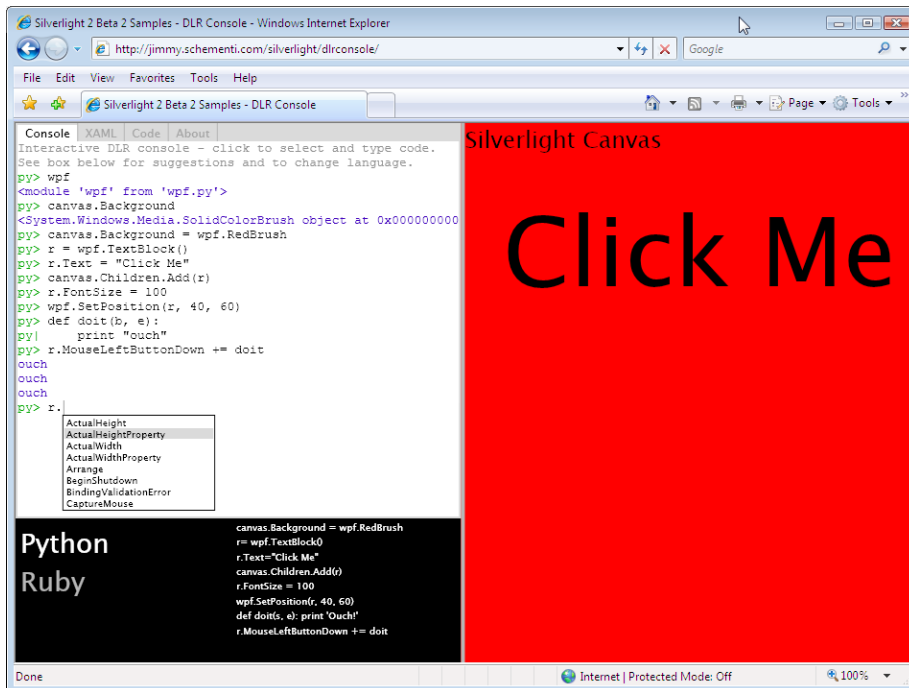 Silverlight 2 Beta 2 Samples - DLR Console - Windows Internet Explorer
http://jimmy.schementi.com/silverlight/dlrconsole/
Google
File Edit View Favorites Tools Help
Silverlight 2 Beta 2 Samples - DLR Console
Page Tools »
Console XAML Code About
Interactive DLR console - click to select and type code.
See box below for suggestions and to change language.
py> wpf
<module 'wpf' from 'wpf.py'>
py> canvas.Background
<System.Windows.Media.SolidColorBrush object at 0x000000000
py> canvas.Background = wpf.RedBrush
py> r = wpf.TextBlock()
py> r.Text = "Click Me"
py> canvas.Children.Add(r)
py> r.FontSize = 100
py> wpf.SetPosition(r, 40, 60)
py> def doit(b, e):
py|     print "ouch"
py> r.MouseLeftButtonDown += doit
ouch
ouch
ouch
py> r.
ActualHeight
ActualHeightProperty
ActualWidth
ActualWidthProperty
Arrange
BeginShutdown
BindingValidationError
CaptureMouse
Silverlight Canvas
Click Me
Python
Ruby
canvas.Background = wpf.RedBrush
r= wpf.TextBlock()
r.Text="Click Me"
canvas.Children.Add(r)
r.FontSize = 100
wpf.SetPosition(r, 40, 60)
def doit(s, e): print 'Ouch!'
r.MouseLeftButtonDown += doit
Done
Internet | Protected Mode: Off
100%